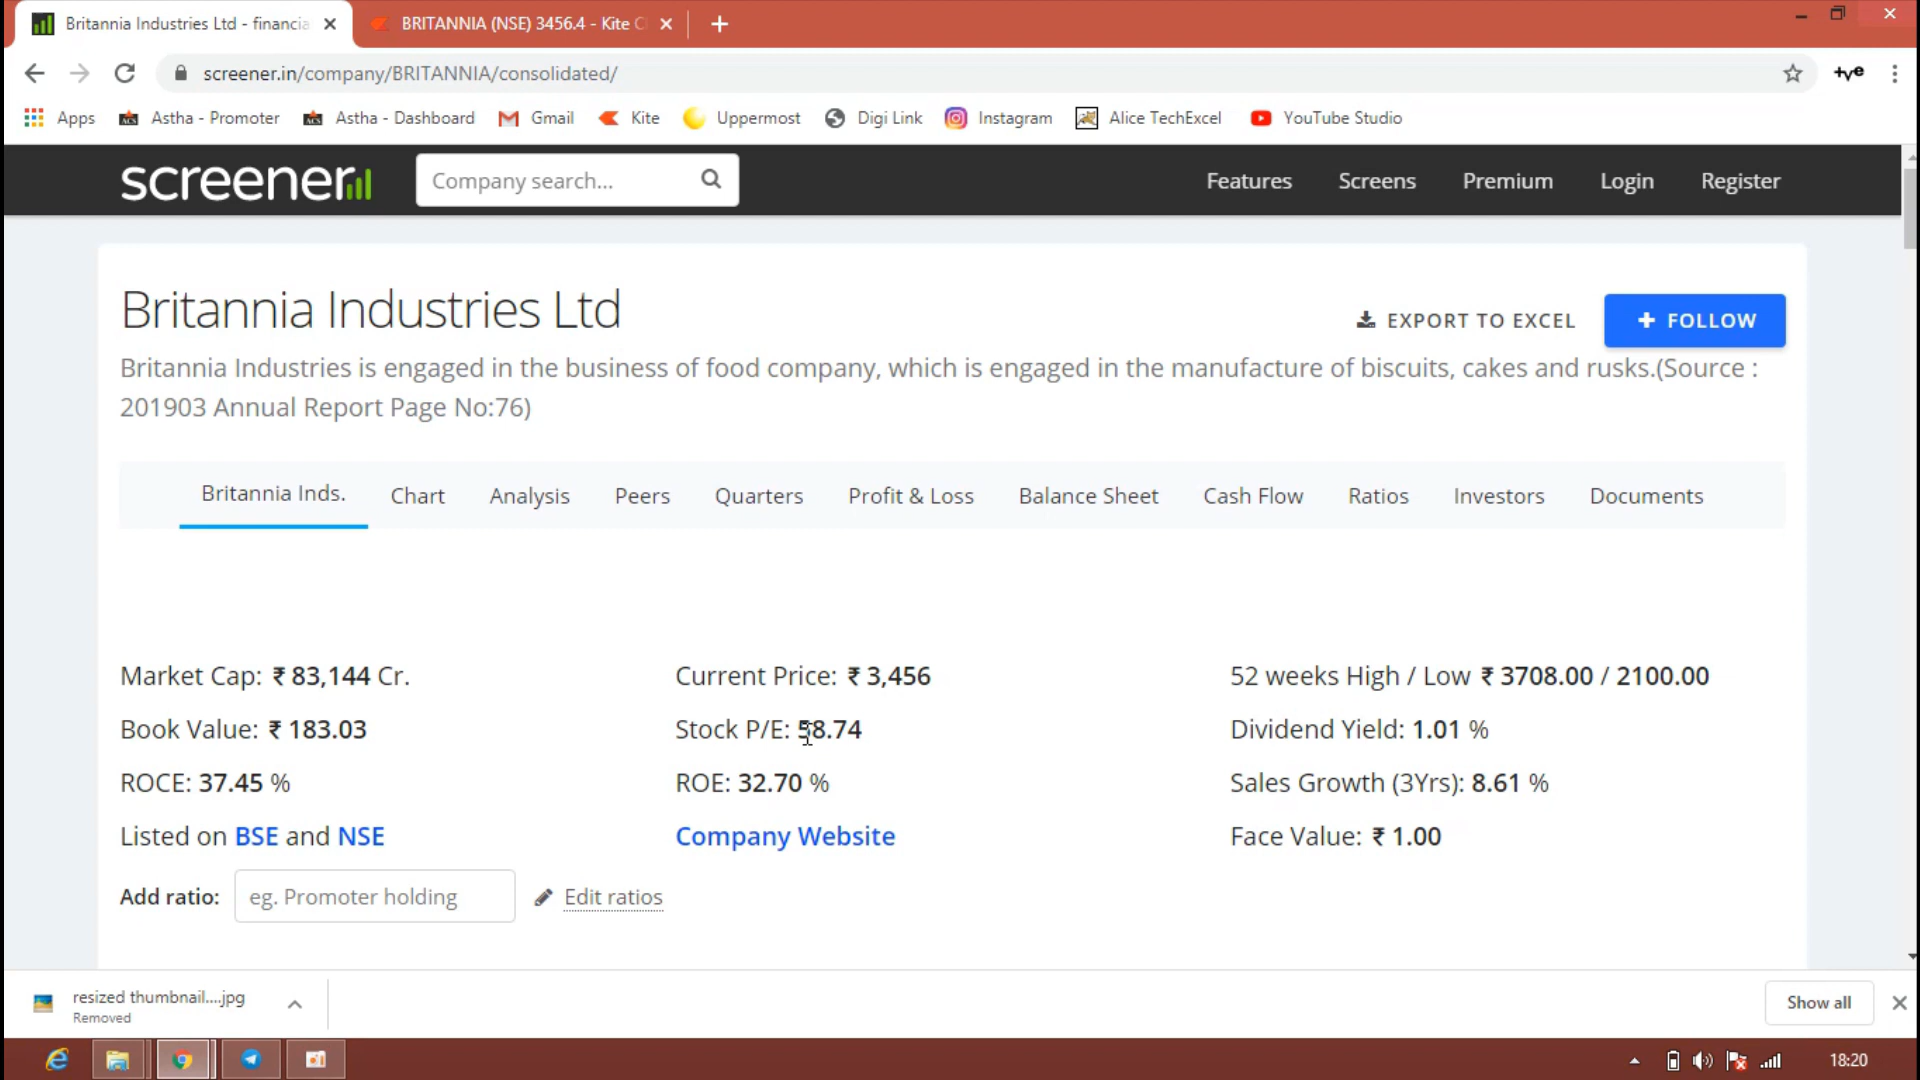 Britannia Industries Ltd - financia
BRITANNIA (NSE) 3456.4 - Kite C
screener.in/company/BRITANNIA/consolidated/
+ve
Apps Astha - Promoter Astha - Dashboard Gmail Kite Uppermost Digi Link Instagram Alice TechExcel YouTube Studio
screener Company search... Features Screens Premium Login Register
Britannia Industries Ltd
EXPORT TO EXCEL + FOLLOW
Britannia Industries is engaged in the business of food company, which is engaged in the manufacture of biscuits, cakes and rusks.(Source :
201903 Annual Report Page No:76)
Britannia Inds. Chart Analysis Peers Quarters Profit & Loss Balance Sheet Cash Flow Ratios Investors Documents
Market Cap: ₹ 83,144 Cr. Current Price: ₹ 3,456 52 weeks High / Low ₹ 3708.00 / 2100.00
Book Value: ₹ 183.03 Stock P/E: 58.74 Dividend Yield: 1.01 %
ROCE: 37.45 % ROE: 32.70 % Sales Growth (3Yrs): 8.61 %
Listed on BSE and NSE Company Website Face Value: ₹ 1.00
Add ratio: eg. Promoter holding Edit ratios
resized thumbnail....jpg
Removed
Show all
18:20